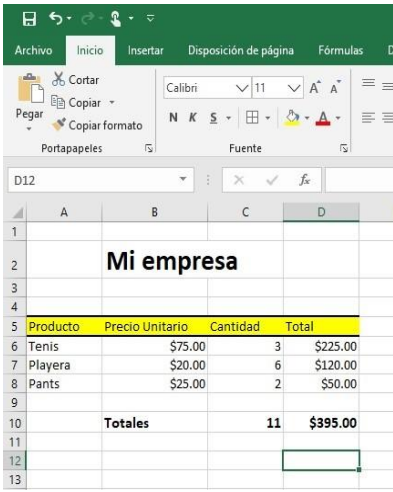 Archivo Inicio Insertar Disposición de página Fórmulas D
Cortar
Copiar
Copiar formato
Pegar
Calibri 11 A A
N K S A
Portapapeles Fuente
D12 fx
A B C D
1
2 Mi empresa
3
4
5 Producto Precio Unitario Cantidad Total
6 Tenis $75.00 3 $225.00
7 Playera $20.00 6 $120.00
8 Pants $25.00 2 $50.00
9
10 Totales 11 $395.00
11
12
13